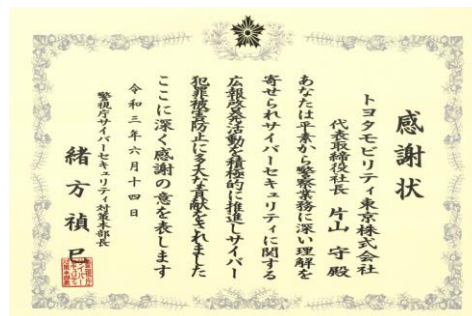 感謝状
トヨタモビリティ東京株式会社
代表取締役社長 片山 守 殿
あなたは平素から警察業務に深い理解を
寄せられサイバーセキュリティに関する
広報啓発活動を積極的に推進しサイバー
犯罪被害防止に多大な貢献をされました
ここに深く感謝の意を表します
令和三年六月十四日
警視庁サイバーセキュリティ対策本部長
緒方禎己